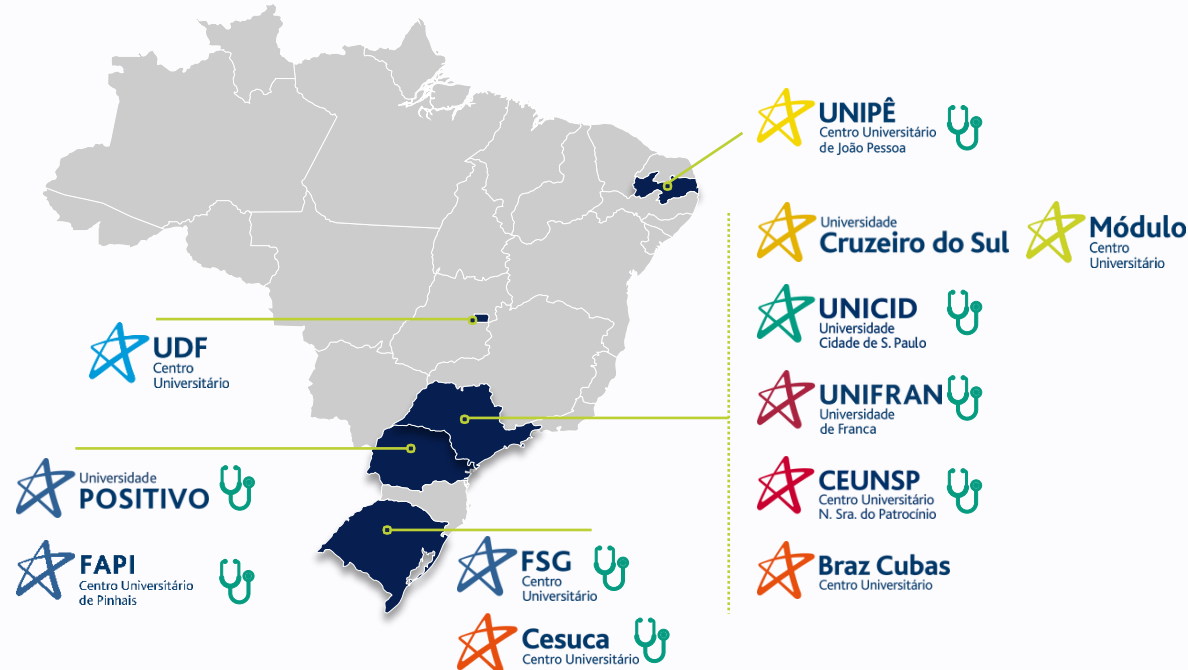 UNIPÊ
Centro Universitário
de João Pessoa
Universidade
Cruzeiro do Sul
Módulo
Centro
Universitário
UNICID
Universidade
Cidade de S. Paulo
UDF
Centro
Universitário
UNIFRAN
Universidade
de Franca
Universidade
POSITIVO
CEUNSP
Centro Universitário
N. Sra. do Patrocínio
FAPI
Centro Universitário
de Pinhais
FSG
Centro
Universitário
Braz Cubas
Centro Universitário
Cesuca
Centro Universitário